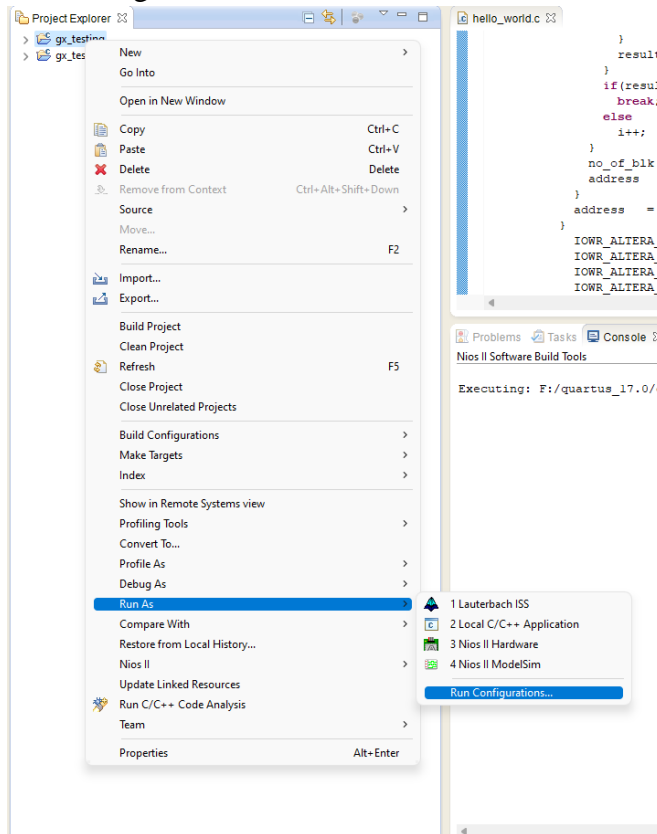 Project Explorer
hello_world.c
gx_testing
gx_tes
New
Go Into
Open in New Window
Copy Ctrl+C
Paste Ctrl+V
Delete Delete
Remove from Context Ctrl+Alt+Shift+Down
Source
Move...
Rename... F2
Import...
Export...
Build Project
Clean Project
Refresh F5
Close Project
Close Unrelated Projects
Build Configurations
Make Targets
Index
Show in Remote Systems view
Profiling Tools
Convert To...
Profile As
Debug As
Run As
Compare With
Restore from Local History...
Nios II
Update Linked Resources
Run C/C++ Code Analysis
Team
Properties Alt+Enter
1 Lauterbach ISS
2 Local C/C++ Application
3 Nios II Hardware
4 Nios II ModelSim
Run Configurations...
}
result
}
if(resul
break;
else
i++;
}
no_of_blk
address
}
address =
}
IOWR_ALTERA_
IOWR_ALTERA_
IOWR_ALTERA_
IOWR_ALTERA_
Problems Tasks Console
Nios II Software Build Tools
Executing: F:/quartus_17.0/